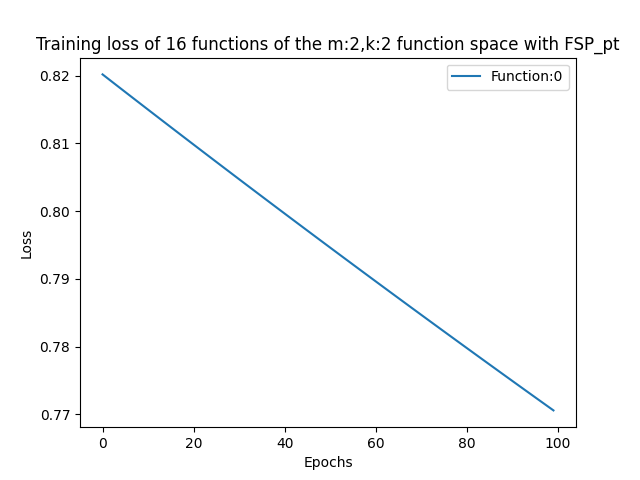 Training loss of 16 functions of the m:2,k:2 function space with FSP_pt
Function:0
0.82
0.81
0.80
0.79
0.78
0.77
Loss
0 20 40 60 80 100
Epochs